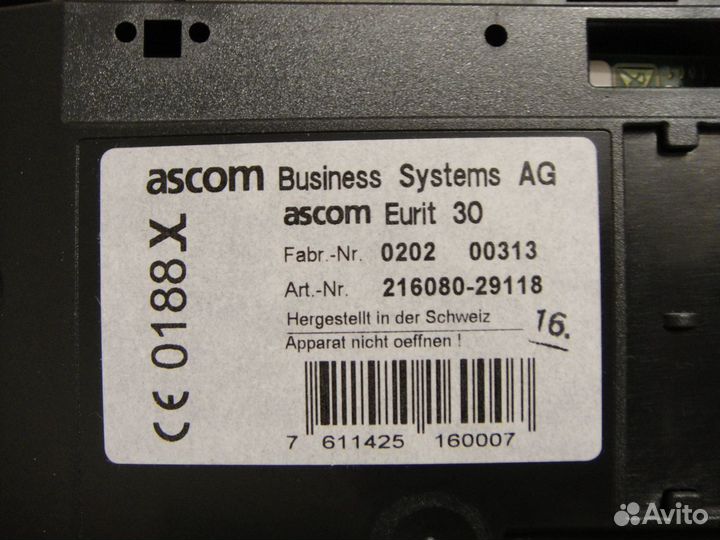 ascom Business Systems AG
ascom Eurit 30
Fabr.-Nr. 0202 00313
Art.-Nr. 216080-29118
Hergestellt in der Schweiz
Apparat nicht oeffnen !
16.
7 611425 160007
CE 0188 X
Avito